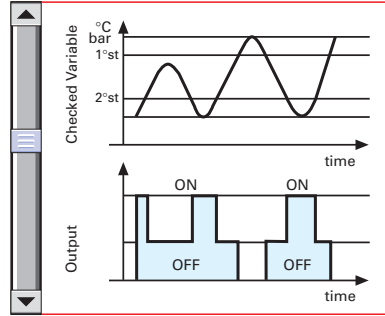 °C
bar
1°st
2°st
Checked Variable
time
ON ON
OFF OFF
Output
time